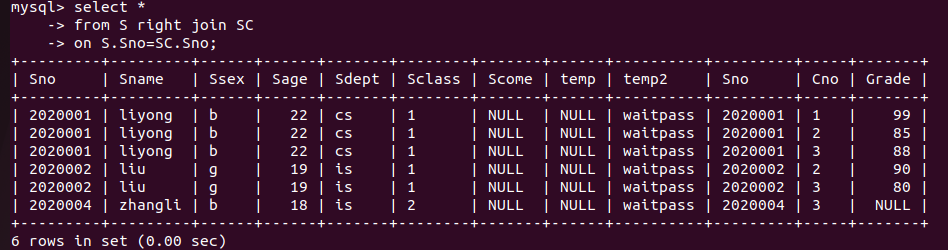 mysql> select *
    -> from S right join SC
    -> on S.Sno=SC.Sno;
+---------+---------+------+------+-------+--------+-------+------+----------+---------+------+-------+
| Sno     | Sname   | Ssex | Sage | Sdept | Sclass | Scome | temp | temp2    | Sno     | Cno  | Grade |
+---------+---------+------+------+-------+--------+-------+------+----------+---------+------+-------+
| 2020001 | liyong  | b    |   22 | cs    | 1      | NULL  | NULL | waitpass | 2020001 | 1    |    99 |
| 2020001 | liyong  | b    |   22 | cs    | 1      | NULL  | NULL | waitpass | 2020001 | 2    |    85 |
| 2020001 | liyong  | b    |   22 | cs    | 1      | NULL  | NULL | waitpass | 2020001 | 3    |    88 |
| 2020002 | liu     | g    |   19 | is    | 1      | NULL  | NULL | waitpass | 2020002 | 2    |    90 |
| 2020002 | liu     | g    |   19 | is    | 1      | NULL  | NULL | waitpass | 2020002 | 3    |    80 |
| 2020004 | zhangli | b    |   18 | is    | 2      | NULL  | NULL | waitpass | 2020004 | 3    |  NULL |
+---------+---------+------+------+-------+--------+-------+------+----------+---------+------+-------+
6 rows in set (0.00 sec)